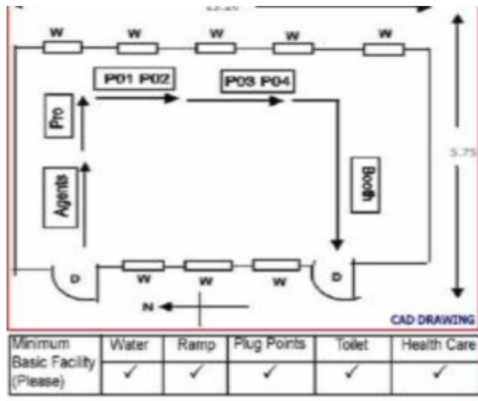 W W W W W
P01 P02 P03 P04
Pro
Agents
Booth
5.75
D W W W D
N
CAD DRAWING
Minimum Basic Facility (Please) Water Ramp Plug Points Toilet Health Care
✓ ✓ ✓ ✓ ✓